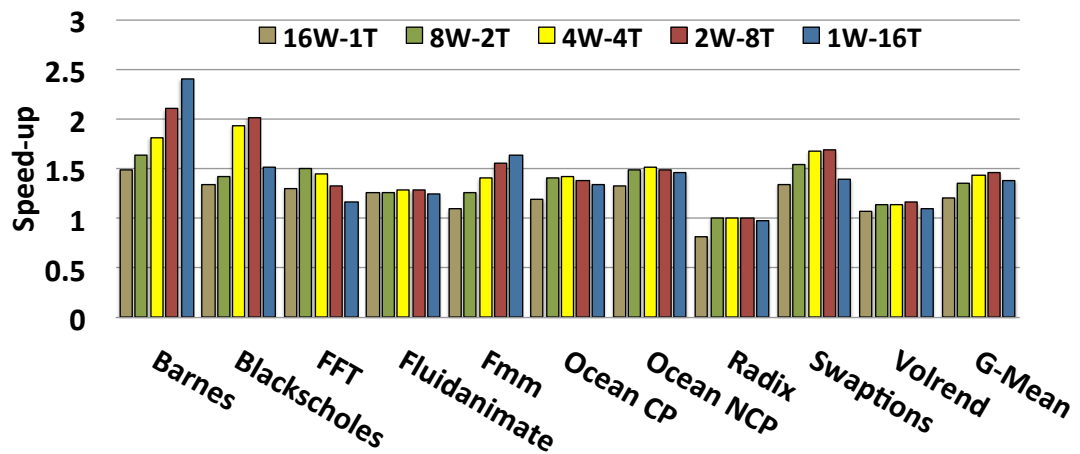 3
16W-1T 8W-2T 4W-4T 2W-8T 1W-16T
2.5
2
1.5
1
0.5
0
Speed-up
Barnes
Blackscholes
FFT
Fluidanimate
Fmm
Ocean CP
Ocean NCP
Radix
Swaptions
Volrend
G-Mean